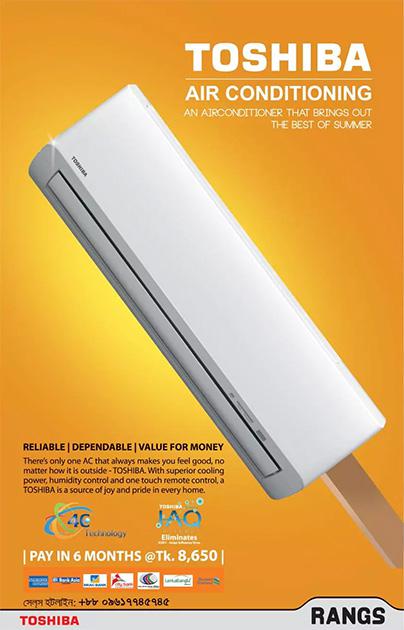 TOSHIBA
AIR CONDITIONING
AN AIRCONDITIONER THAT BRINGS OUT
THE BEST OF SUMMER
TOSHIBA
RELIABLE | DEPENDABLE | VALUE FOR MONEY
There's only one AC that always makes you feel good, no
matter how it is outside - TOSHIBA. With superior cooling
power, humidity control and one touch remote control, a
TOSHIBA is a source of joy and pride in every home.
4G
Technology
TOSHIBA
IAQ
Eliminates
| PAY IN 6 MONTHS @Tk. 8,650 |
Bank Asia
BRAC BANK
city bank
LankaBangla
সেলস হটলাইন: +৮৮ ০৯৬১৭৭৪৫৭৪৫
TOSHIBA
RANGS